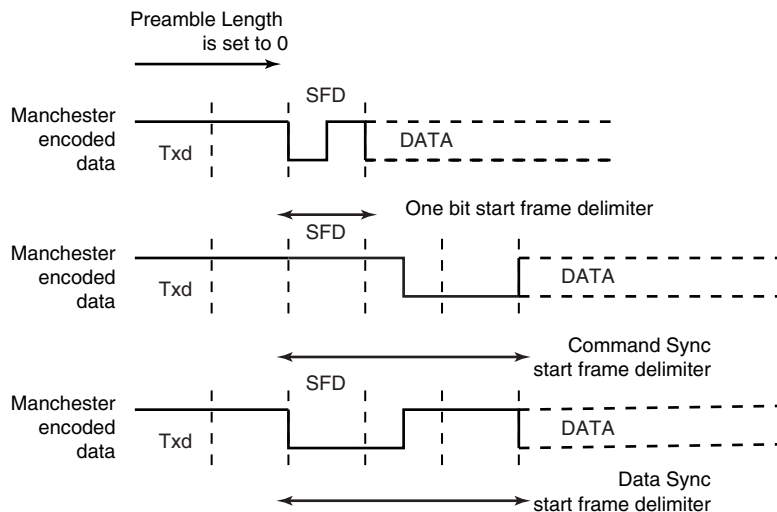 Preamble Length
is set to 0
SFD
Manchester
encoded
data
Txd
DATA
One bit start frame delimiter
SFD
Manchester
encoded
data
Txd
DATA
Command Sync
start frame delimiter
SFD
Manchester
encoded
data
Txd
DATA
Data Sync
start frame delimiter